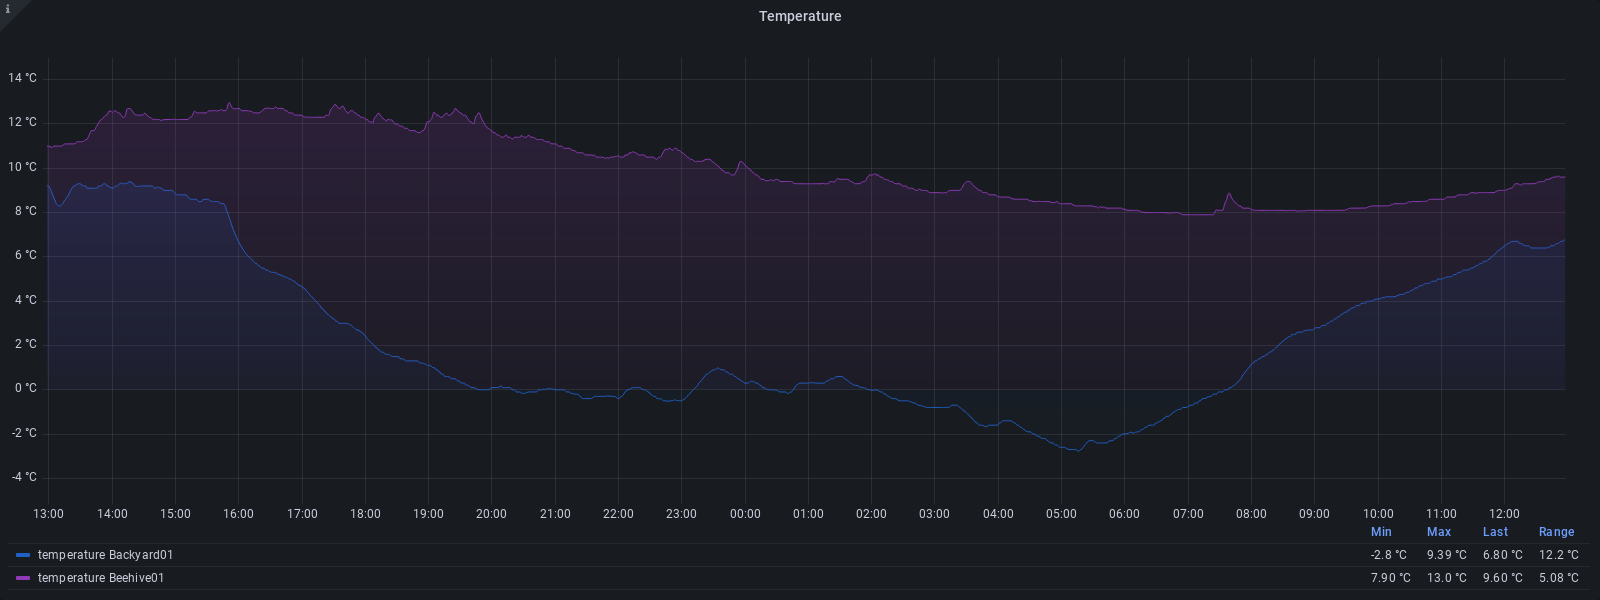 i
Temperature
14 °C
12 °C
10 °C
8 °C
6 °C
4 °C
2 °C
0 °C
-2 °C
-4 °C
13:00 14:00 15:00 16:00 17:00 18:00 19:00 20:00 21:00 22:00 23:00 00:00 01:00 02:00 03:00 04:00 05:00 06:00 07:00 08:00 09:00 10:00 11:00 12:00
Min Max Last Range
temperature Backyard01 -2.8 °C 9.39 °C 6.80 °C 12.2 °C
temperature Beehive01 7.90 °C 13.0 °C 9.60 °C 5.08 °C